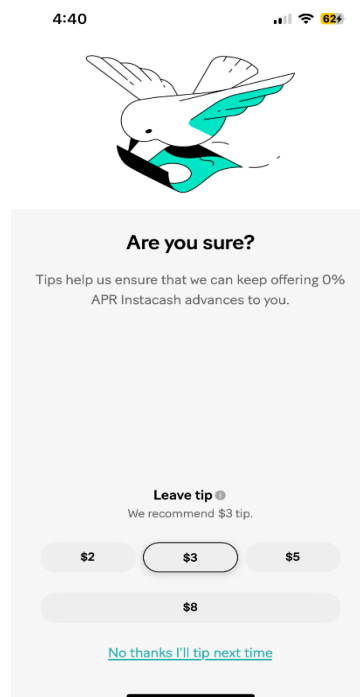 4:40
62
Are you sure?
Tips help us ensure that we can keep offering 0%
APR Instacash advances to you.
Leave tip
We recommend $3 tip.
$2 $3 $5
$8
No thanks I'll tip next time